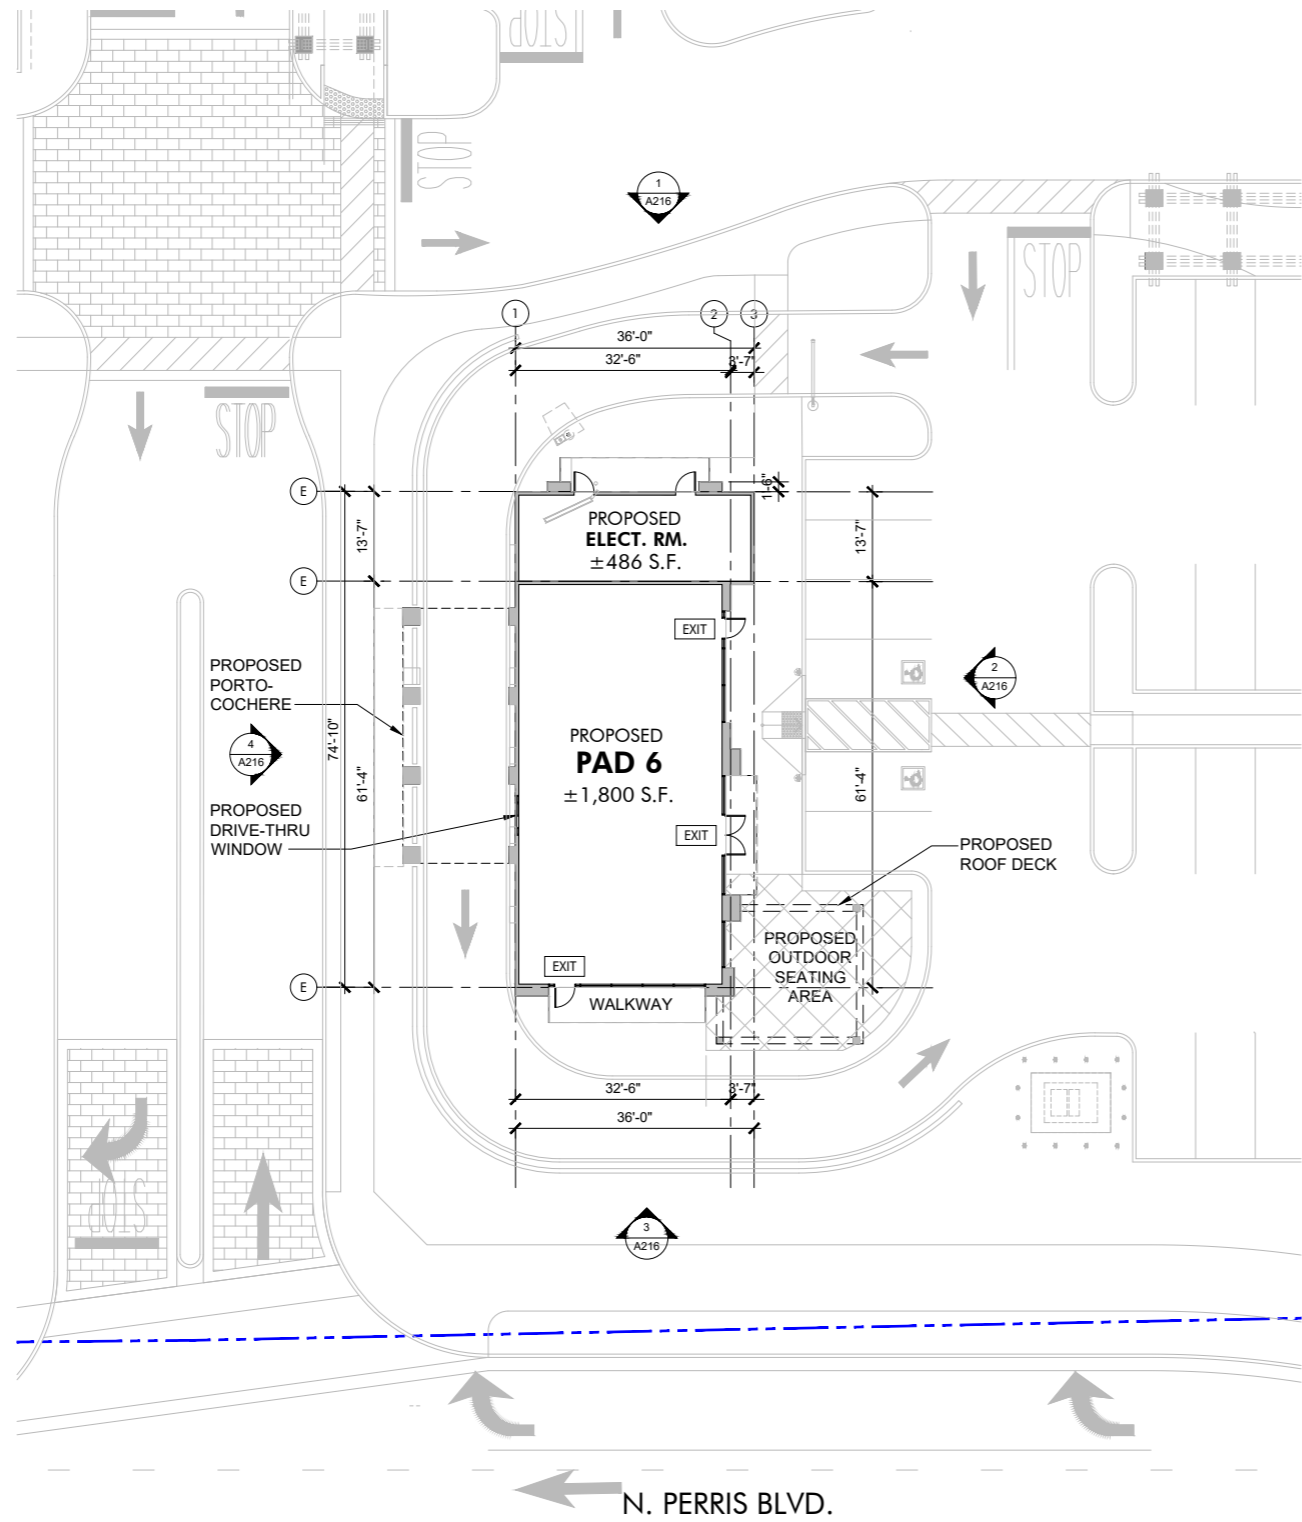 STOP
STOP
1
A216
STOP
1
2
3
36'-0"
32'-6"
3'-7"
STOP
E
1'-6"
13'-7"
13'-7"
PROPOSED
ELECT. RM.
±486 S.F.
E
EXIT
PROPOSED
PORTO-
COCHERE
2
A216
4
A216
74'-10"
61'-4"
61'-4"
PROPOSED
PAD 6
±1,800 S.F.
PROPOSED
DRIVE-THRU
WINDOW
EXIT
PROPOSED
ROOF DECK
PROPOSED
OUTDOOR
SEATING
AREA
EXIT
E
WALKWAY
32'-6"
3'-7"
36'-0"
STOP
3
A216
N. PERRIS BLVD.